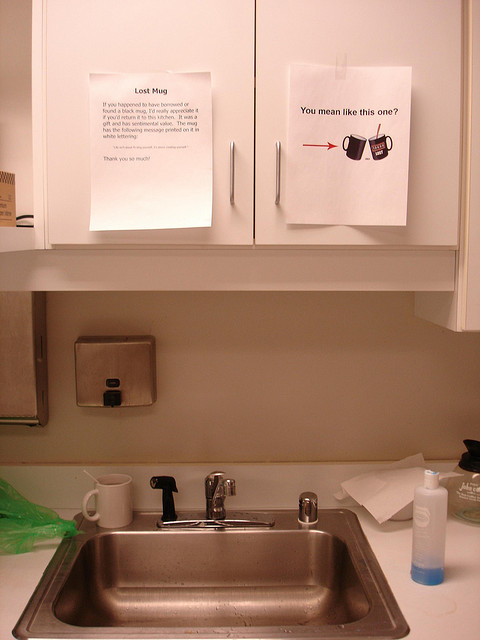 Lost Mug
If you happened to have borrowed or
found a black mug, I'd really appreciate it
if you'd return it to this kitchen. It was a
gift and has sentimental value. The mug
has the following message printed on it in
white lettering:
Thank you so much!
You mean like this one?